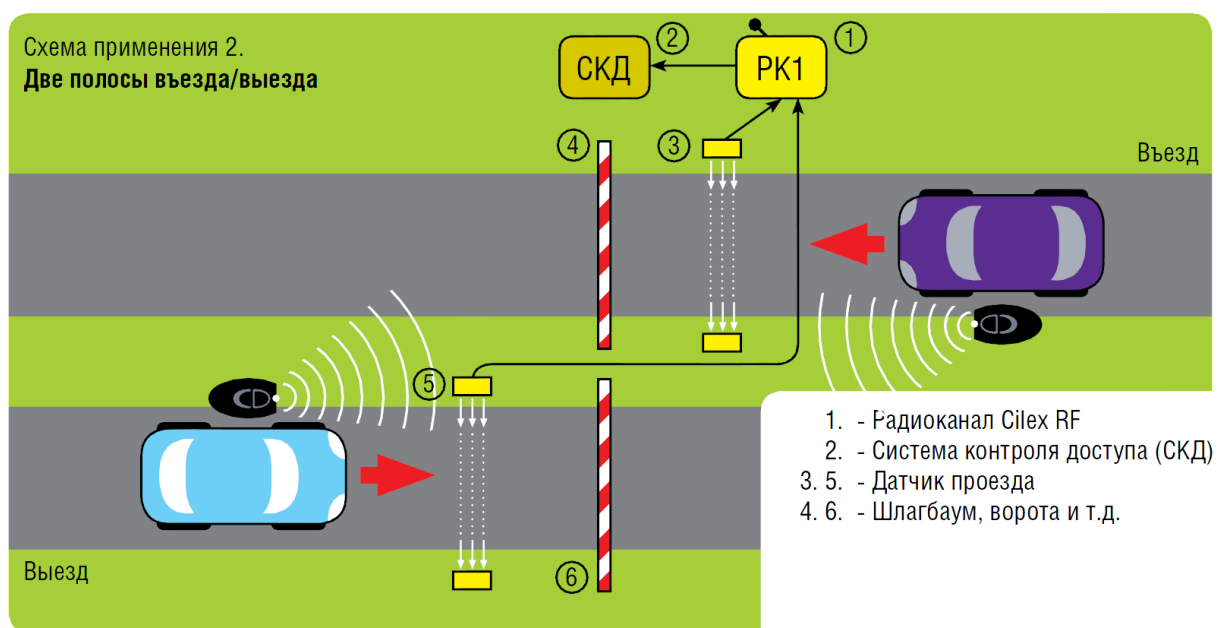 Схема применения 2.
Две полосы въезда/выезда
СКД
2
РК1
1
4
3
Въезд
5
6
Выезд
1. - Радиоканал Cilex RF
2. - Система контроля доступа (СКД)
3. 5. - Датчик проезда
4. 6. - Шлагбаум, ворота и т.д.